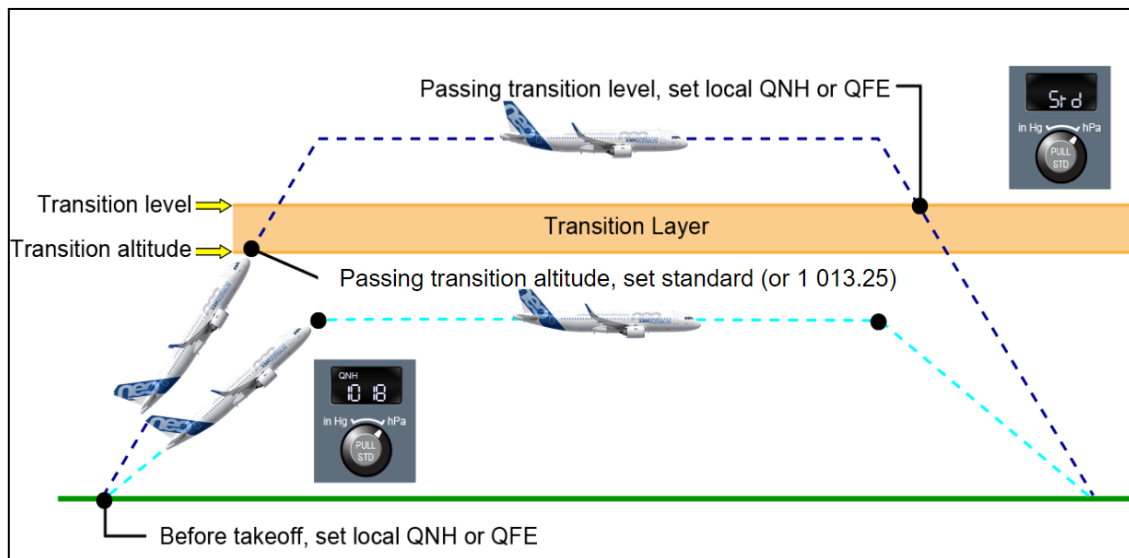 Passing transition level, set local QNH or QFE
Std
in Hg hPa
PULL
STD
Transition level
Transition Layer
Transition altitude
Passing transition altitude, set standard (or 1 013.25)
QNH
1018
in Hg hPa
PULL
STD
neo
neo
Before takeoff, set local QNH or QFE